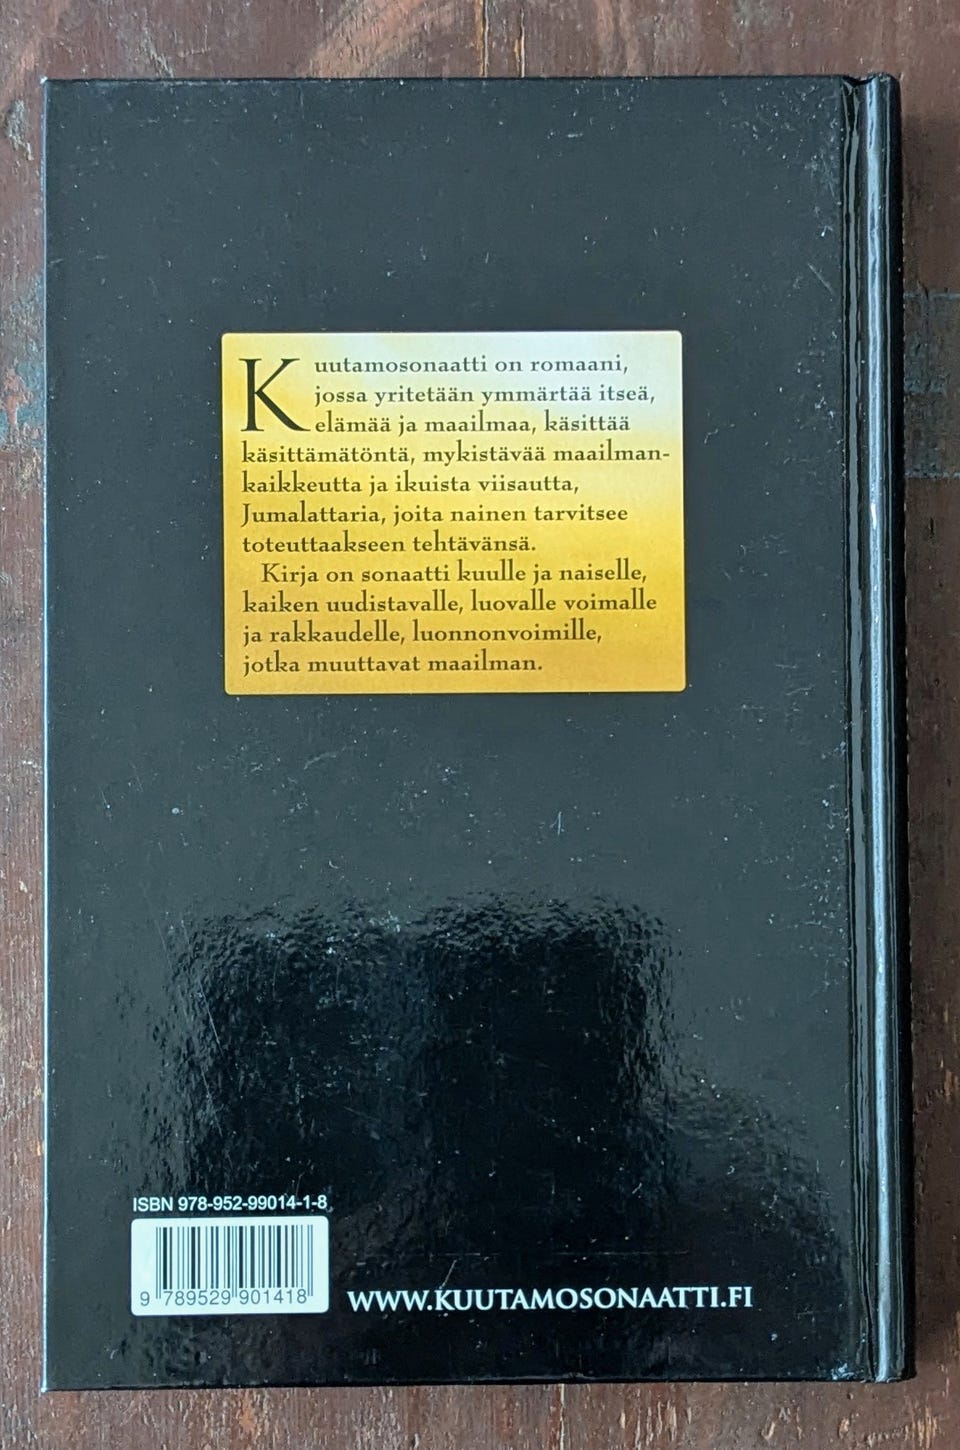 Kuutamosonaatti on romaani,
jossa yritetään ymmärtää itseä,
elämää ja maailmaa, käsittää
käsittämätöntä, mykistävää maailman-
kaikkeutta ja ikuista viisautta,
Jumalattaria, joita nainen tarvitsee
toteuttaakseen tehtävänsä.
Kirja on sonaatti kuulle ja naiselle,
kaiken uudistavalle, luovalle voimalle
ja rakkaudelle, luonnonvoimille,
jotka muuttavat maailman.
ISBN 978-952-99014-1-8
9 789529 901418
WWW.KUUTAMOSONAATTI.FI